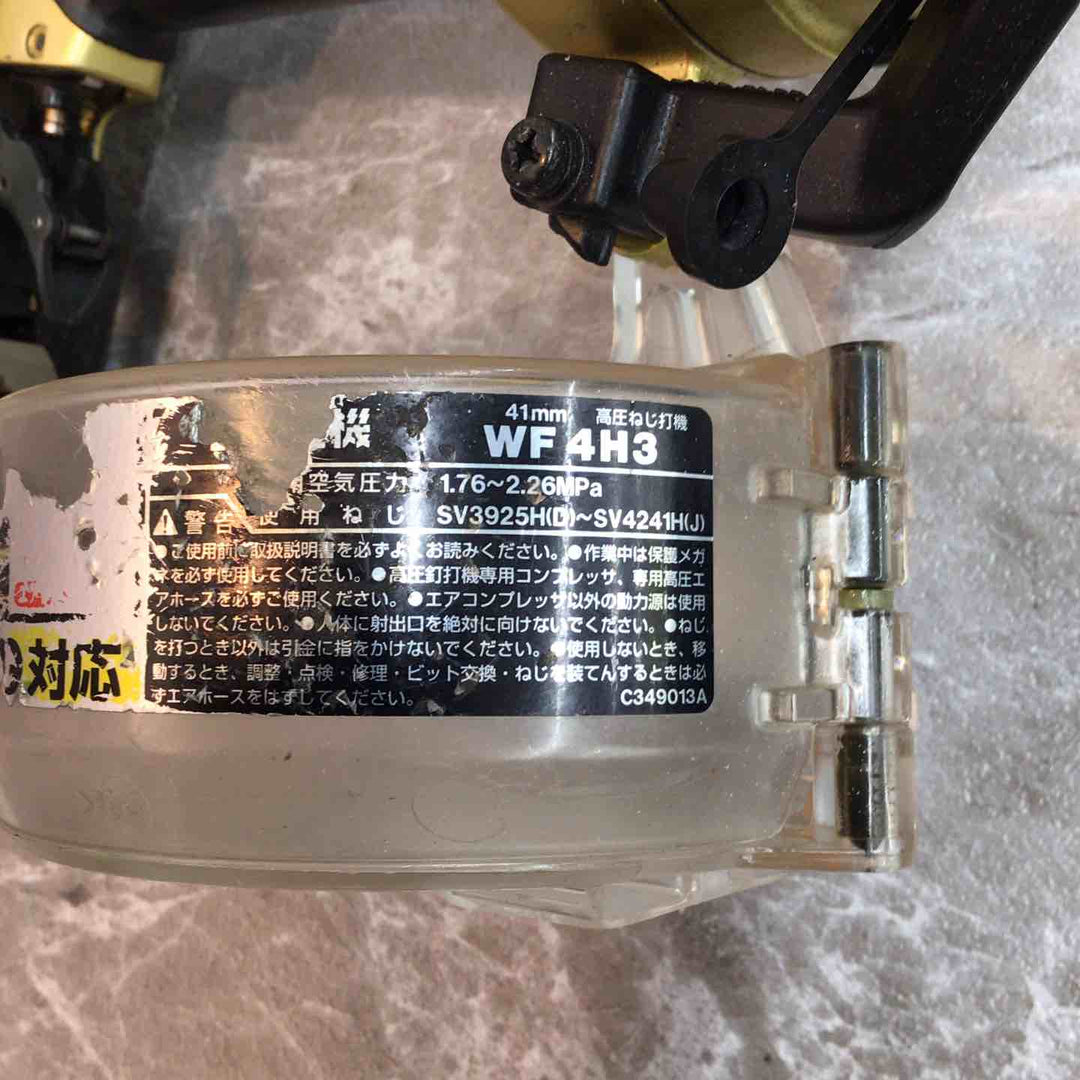 機
41mm 高圧ねじ打機
WF 4H3
空気圧力 1.76～2.26MPa
警告 使用ねじ SV3925H(D)～SV4241H(J)
●ご使用前に取扱説明書を必ずよくお読みください。●作業中は保護メガ
ネを必ず使用してください。●高圧釘打機専用コンプレッサ、専用高圧エ
アホースを必ずご使用ください。●エアコンプレッサ以外の動力源は使用
しないでください。●人体に射出口を絶対に向けないでください。●ねじ
を打つとき以外は引金に指をかけないでください。●使用しないとき、移
動するとき、調整・点検・修理・ビット交換・ねじを装てんするときは必
ずエアホースをはずしてください。
C349013A
対応